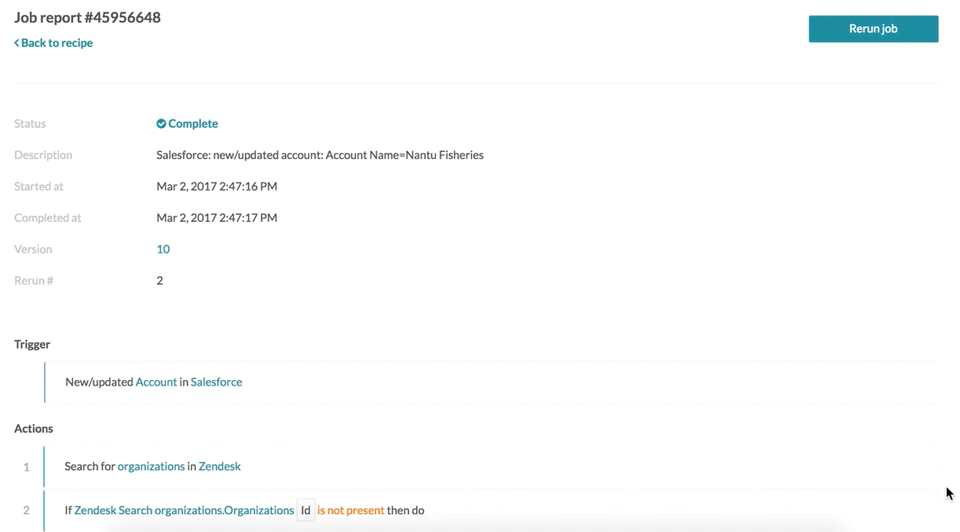 Job report #45956648
Rerun job
Back to recipe
Status Complete
Description Salesforce: new/updated account: Account Name=Nantu Fisheries
Started at Mar 2, 2017 2:47:16 PM
Completed at Mar 2, 2017 2:47:17 PM
Version 10
Rerun # 2
Trigger
New/updated Account in Salesforce
Actions
1 Search for organizations in Zendesk
2 If Zendesk Search organizations.Organizations Id is not present then do